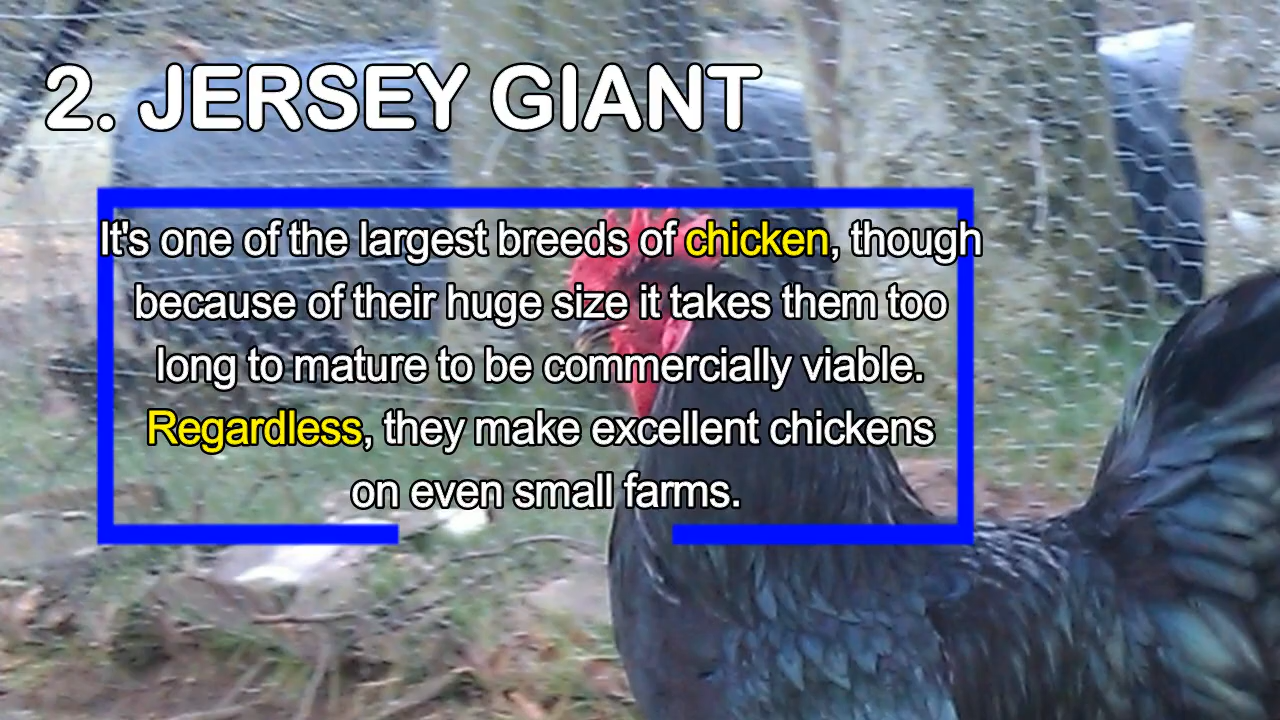 2. JERSEY GIANT
It's one of the largest breeds of chicken, though
because of their huge size it takes them too
long to mature to be commercially viable.
Regardless, they make excellent chickens
on even small farms.